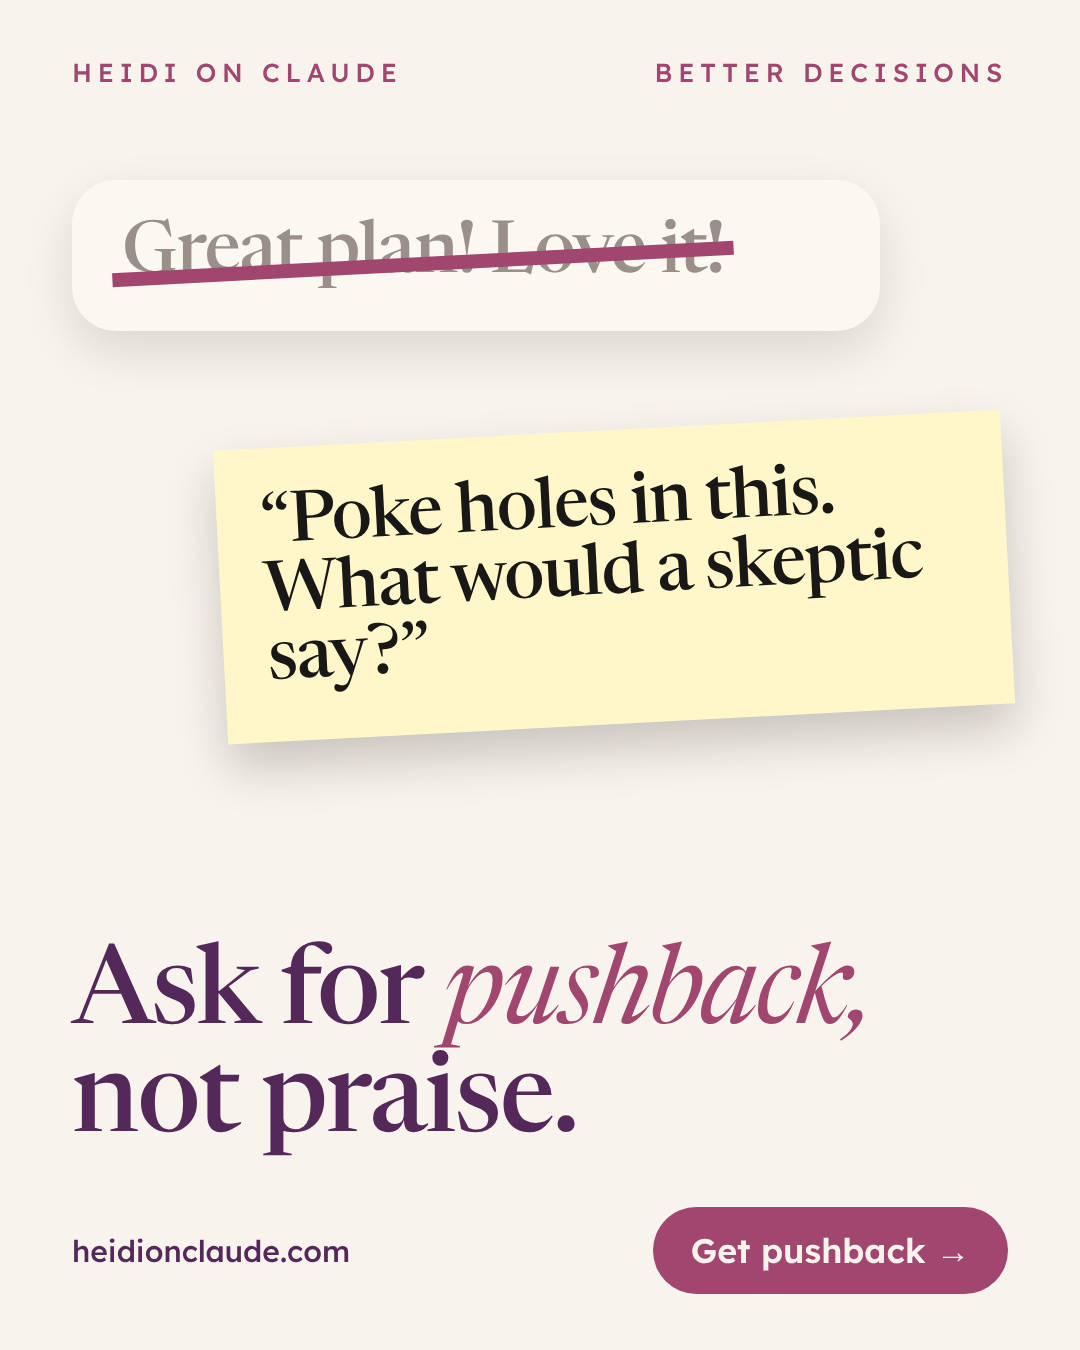 HEIDI ON CLAUDE
BETTER DECISIONS
Great plan! Love it!
“Poke holes in this.
What would a skeptic
say?”
Ask for pushback,
not praise.
heidionclaude.com
Get pushback →